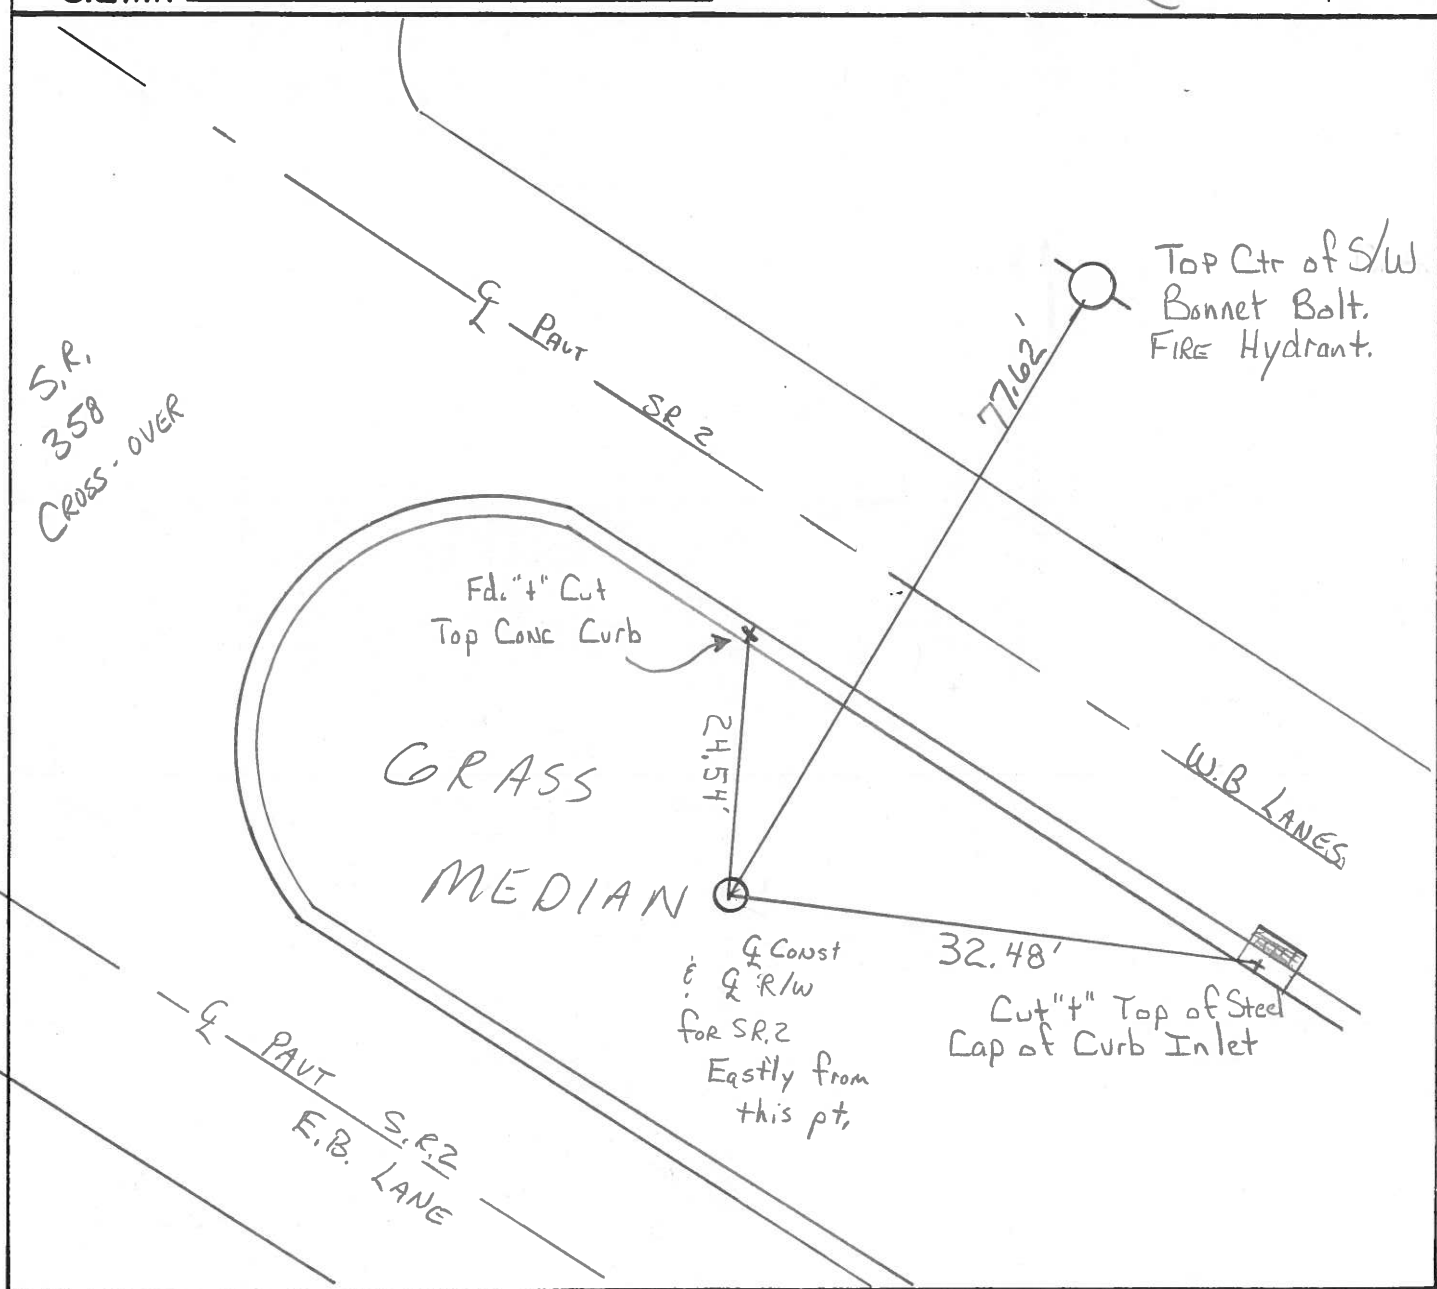 Top Ctr of S/W
Bonnet Bolt.
FIRE Hydrant.
77.62'
℄ PAVT
SR 2
S.R.
358
CROSS-OVER
Fd. "+" Cut
Top Conc Curb
24.54'
GRASS
MEDIAN
W.B LANES
32.48'
℄ Const
& ℄ R/W
for SR.2
Eastly from
this pt.
Cut "+" Top of Steel
Cap of Curb Inlet
℄ PAVT S.R.2
E.B. LANE